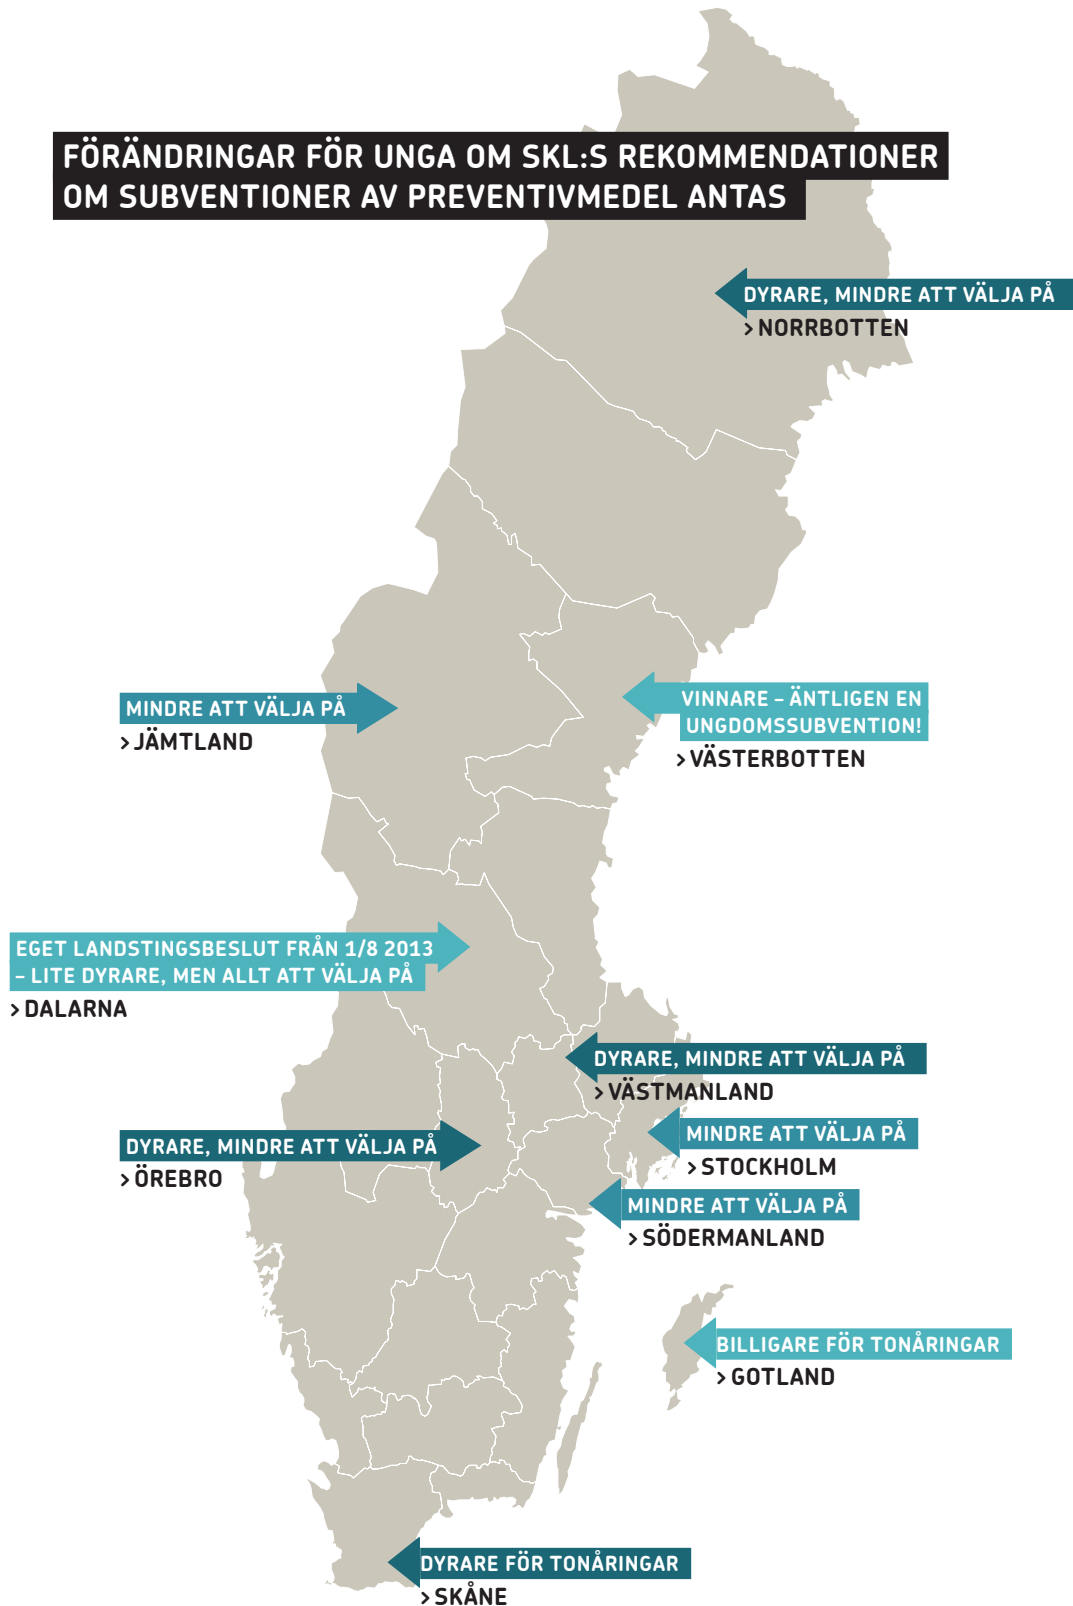 FÖRÄNDRINGAR FÖR UNGA OM SKL:S REKOMMENDATIONER
OM SUBVENTIONER AV PREVENTIVMEDEL ANTAS
DYRARE, MINDRE ATT VÄLJA PÅ
> NORRBOTTEN
MINDRE ATT VÄLJA PÅ
> JÄMTLAND
VINNARE – ÄNTLIGEN EN
UNGDOMSSUBVENTION!
> VÄSTERBOTTEN
EGET LANDSTINGSBESLUT FRÅN 1/8 2013
– LITE DYRARE, MEN ALLT ATT VÄLJA PÅ
> DALARNA
DYRARE, MINDRE ATT VÄLJA PÅ
> VÄSTMANLAND
DYRARE, MINDRE ATT VÄLJA PÅ
> ÖREBRO
MINDRE ATT VÄLJA PÅ
> STOCKHOLM
MINDRE ATT VÄLJA PÅ
> SÖDERMANLAND
BILLIGARE FÖR TONÅRINGAR
> GOTLAND
DYRARE FÖR TONÅRINGAR
> SKÅNE